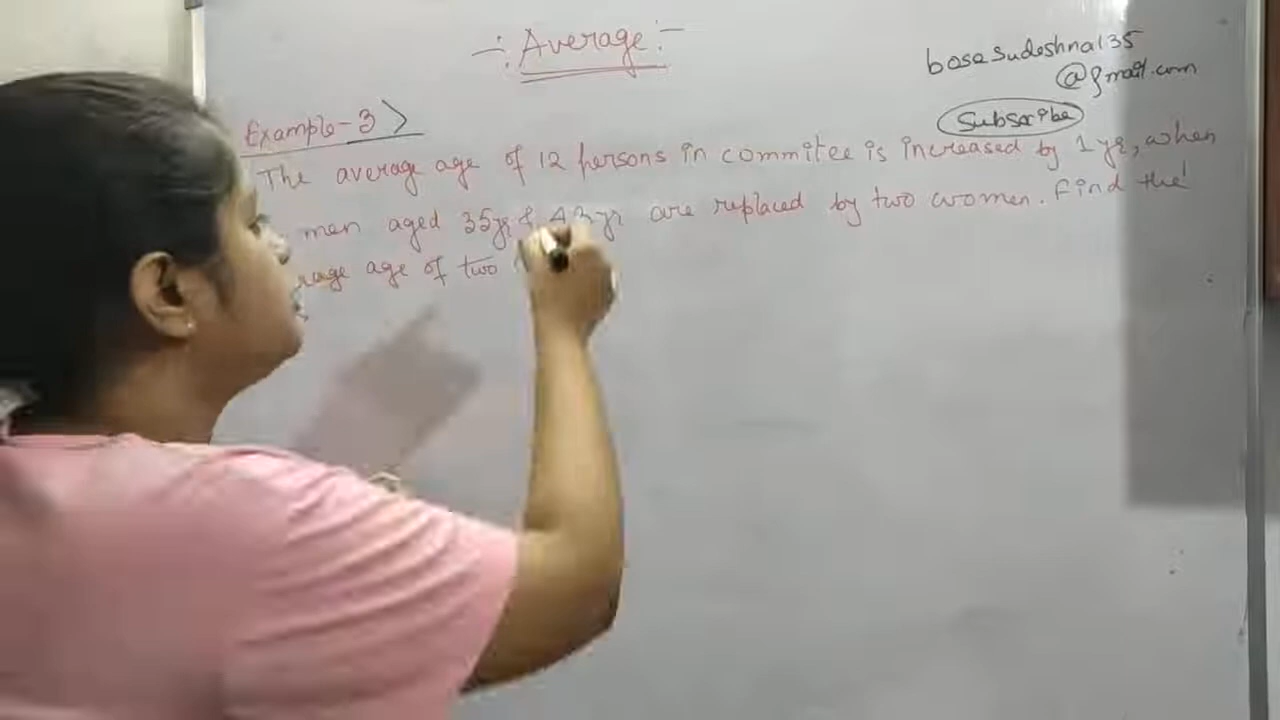 -: Average :-
bosesudeshna135
@gmail.com
Subscribe
Example-3>
The average age of 12 persons in commitee is increased by 1 yr, when
men aged 35yr & 43yr are replaced by two women. Find the
age of two